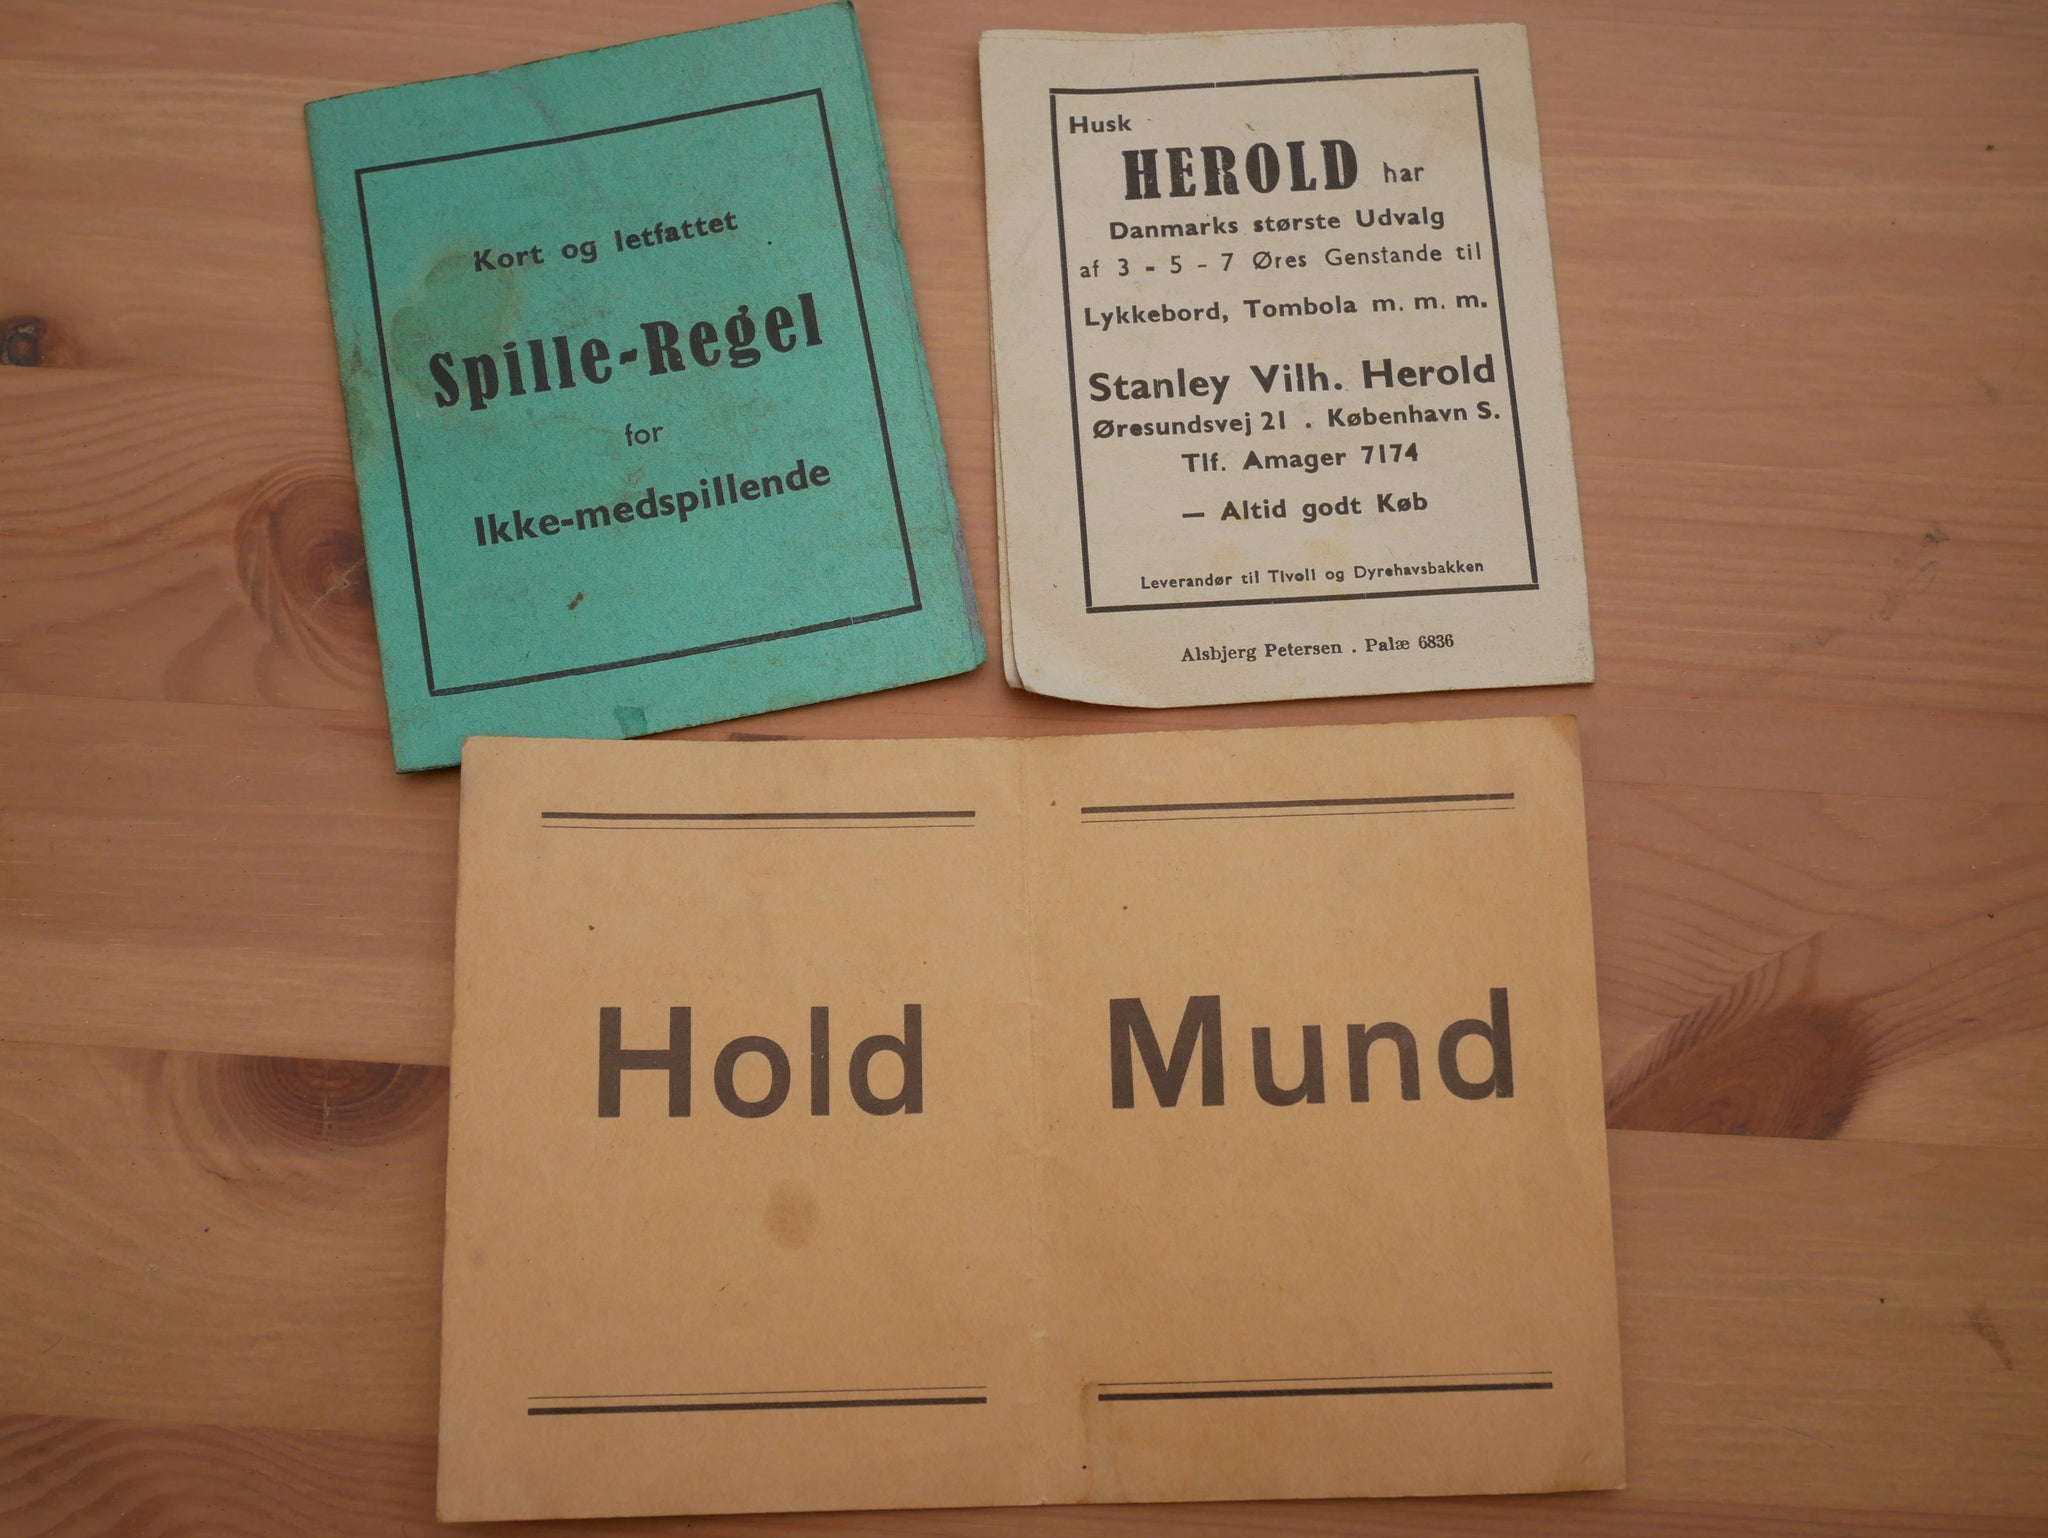 Kort og letfattet
Spille-Regel
for
Ikke-medspillende
Husk
HEROLD har
Danmarks største Udvalg
af 3 - 5 - 7 Øres Genstande til
Lykkebord, Tombola m. m. m.
Stanley Vilh. Herold
Øresundsvej 21 . København S.
Tlf. Amager 7174
— Altid godt Køb
Leverandør til Tivoli og Dyrehavsbakken
Alsbjerg Petersen . Palæ 6836
Hold Mund